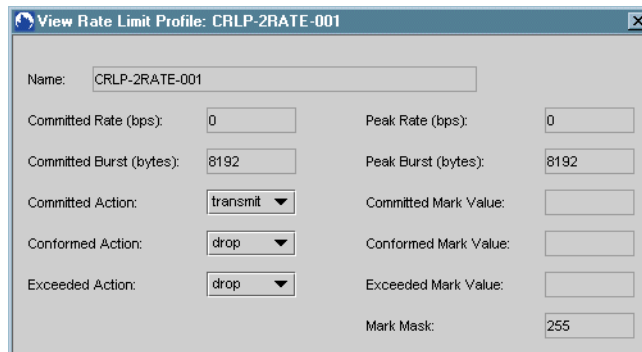 View Rate Limit Profile: CRLP-2RATE-001
Name: CRLP-2RATE-001
Committed Rate (bps): 0 Peak Rate (bps): 0
Committed Burst (bytes): 8192 Peak Burst (bytes): 8192
Committed Action: transmit Committed Mark Value:
Conformed Action: drop Conformed Mark Value:
Exceeded Action: drop Exceeded Mark Value:
Mark Mask: 255